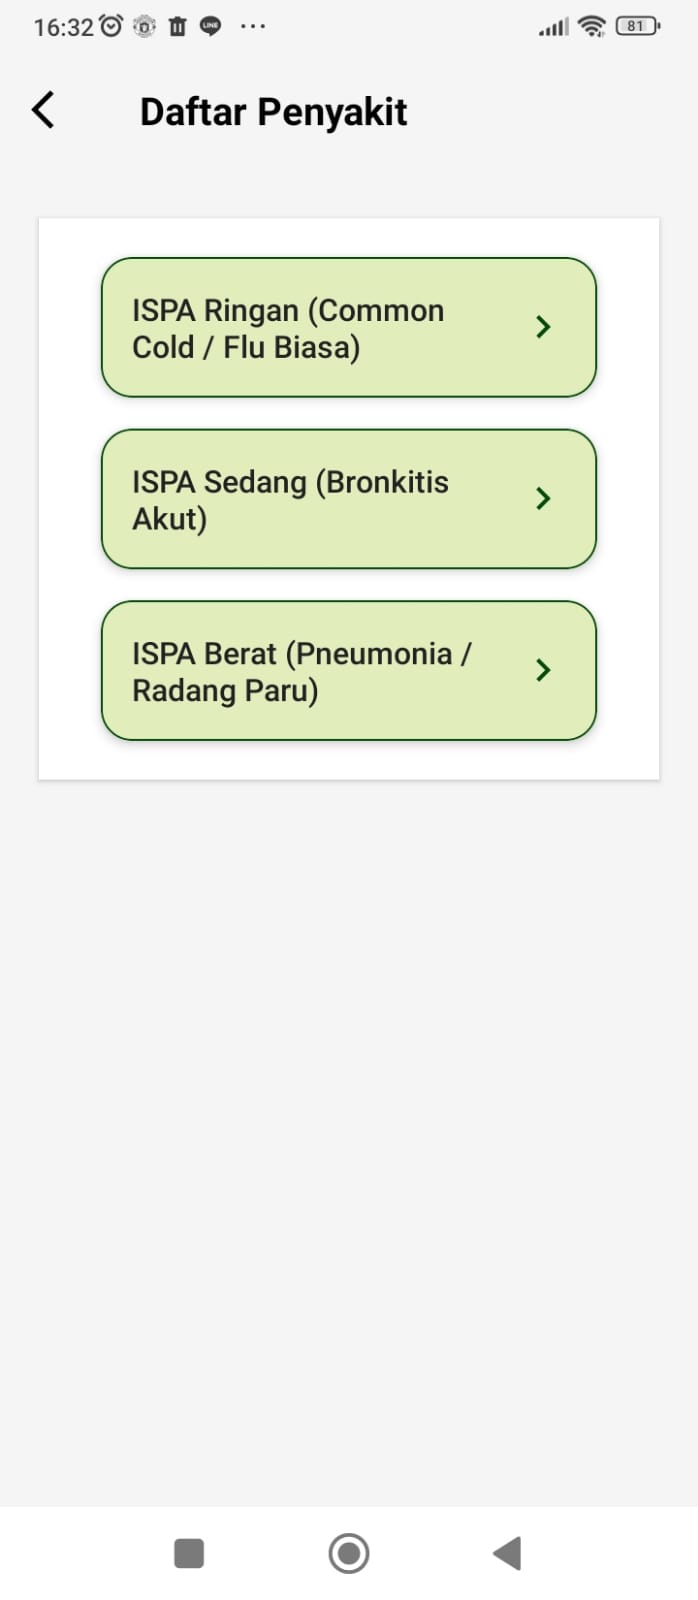 16:32
LINE
81
Daftar Penyakit
ISPA Ringan (Common
Cold / Flu Biasa)
ISPA Sedang (Bronkitis
Akut)
ISPA Berat (Pneumonia /
Radang Paru)